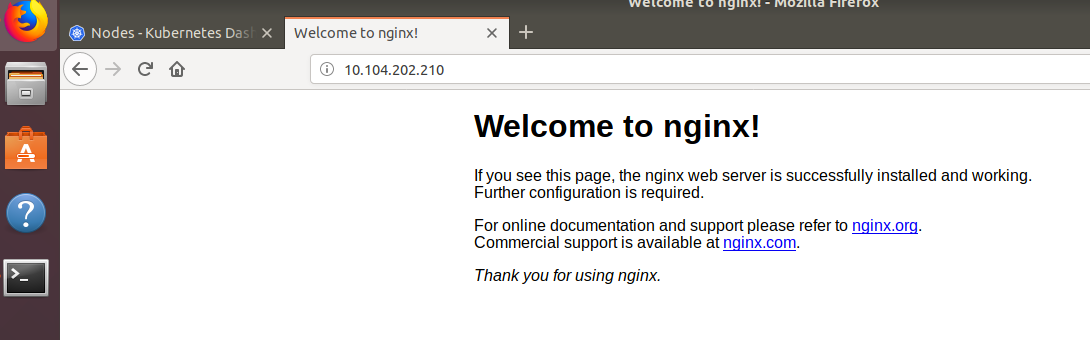 Welcome to nginx! - Mozilla Firefox
Nodes - Kubernetes Das
Welcome to nginx!
10.104.202.210
Welcome to nginx!
If you see this page, the nginx web server is successfully installed and working.
Further configuration is required.
For online documentation and support please refer to nginx.org.
Commercial support is available at nginx.com.
Thank you for using nginx.